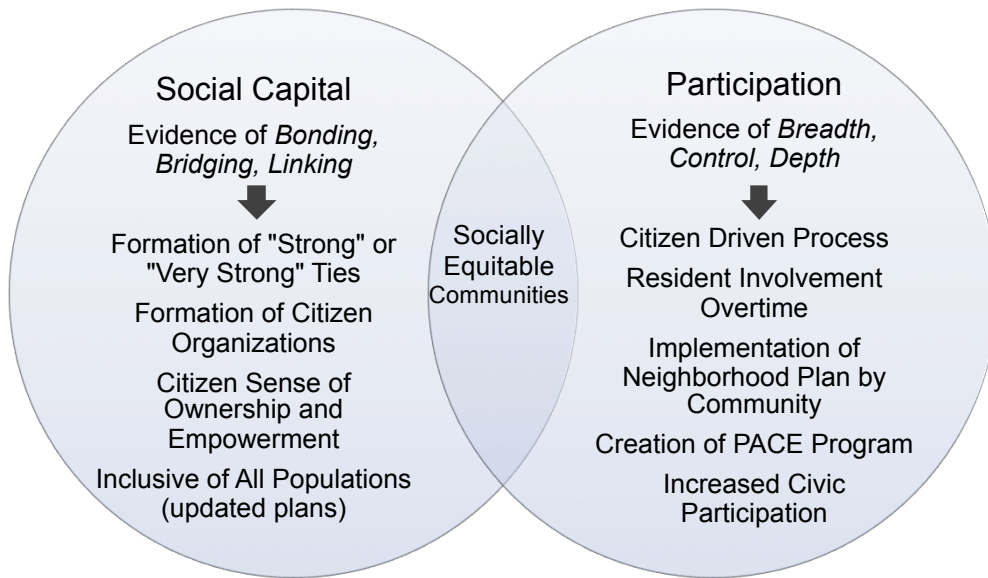 Social Capital
Evidence of Bonding,
Bridging, Linking
Formation of "Strong" or
"Very Strong" Ties
Formation of Citizen
Organizations
Citizen Sense of
Ownership and
Empowerment
Inclusive of All Populations
(updated plans)
Socially
Equitable
Communities
Participation
Evidence of Breadth,
Control, Depth
Citizen Driven Process
Resident Involvement
Overtime
Implementation of
Neighborhood Plan by
Community
Creation of PACE Program
Increased Civic
Participation